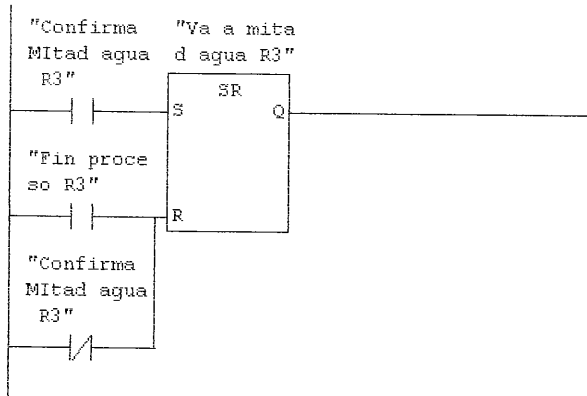 "Confirma
MItad agua
R3"
"Va a mita
d agua R3"
SR
S
Q
"Fin proce
so R3"
R
"Confirma
MItad agua
R3"